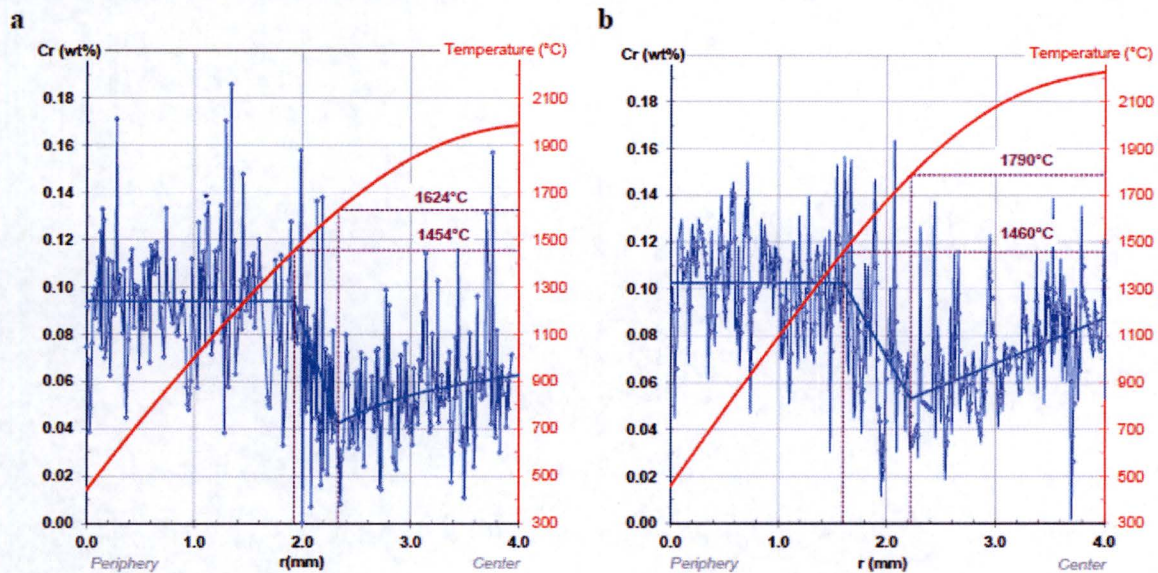 a
Cr (wt%)
Temperature (°C)
0.18
0.16
0.14
0.12
0.10
0.08
0.06
0.04
0.02
0.00
2100
1900
1700
1500
1300
1100
900
700
500
300
1624°C
1454°C
0.0 1.0 2.0 3.0 4.0
Periphery r(mm) Center
b
Cr (wt%)
Temperature (°C)
0.18
0.16
0.14
0.12
0.10
0.08
0.06
0.04
0.02
0.00
2100
1900
1700
1500
1300
1100
900
700
500
300
1790°C
1460°C
0.0 1.0 2.0 3.0 4.0
Periphery r (mm) Center